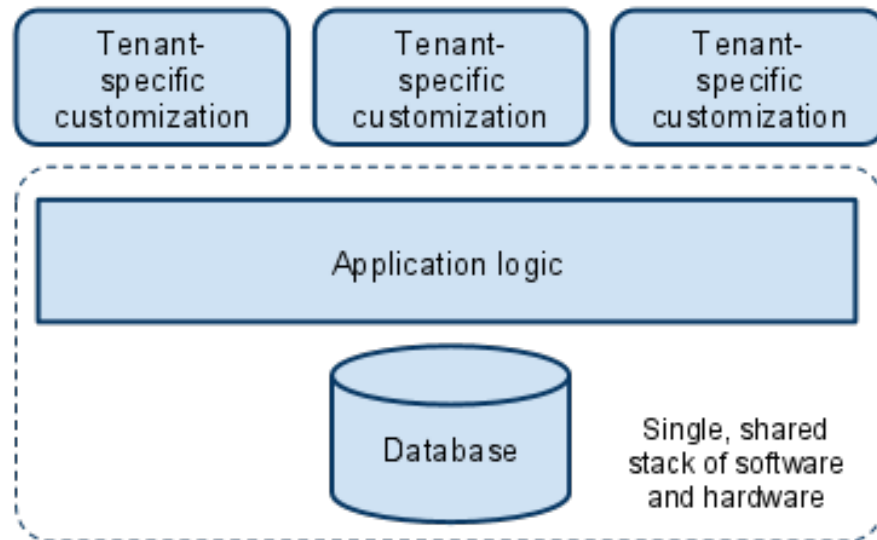 Tenant-
specific
customization
Tenant-
specific
customization
Tenant-
specific
customization
Application logic
Database
Single, shared
stack of software
and hardware